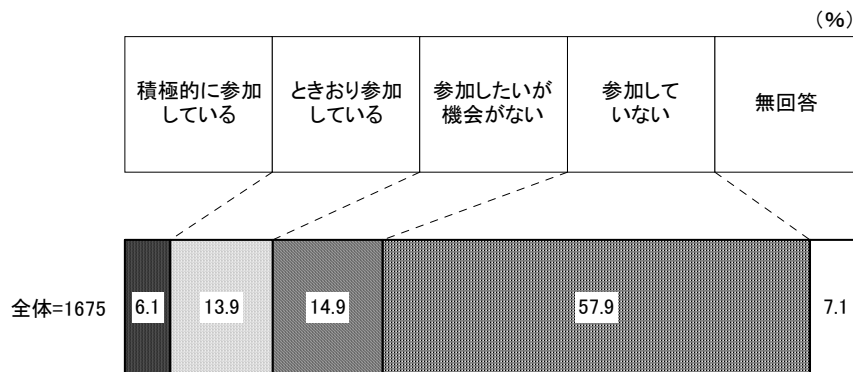 (%)
積極的に参加
している
ときおり参加
している
参加したいが
機会がない
参加して
いない
無回答
全体=1675
6.1
13.9
14.9
57.9
7.1